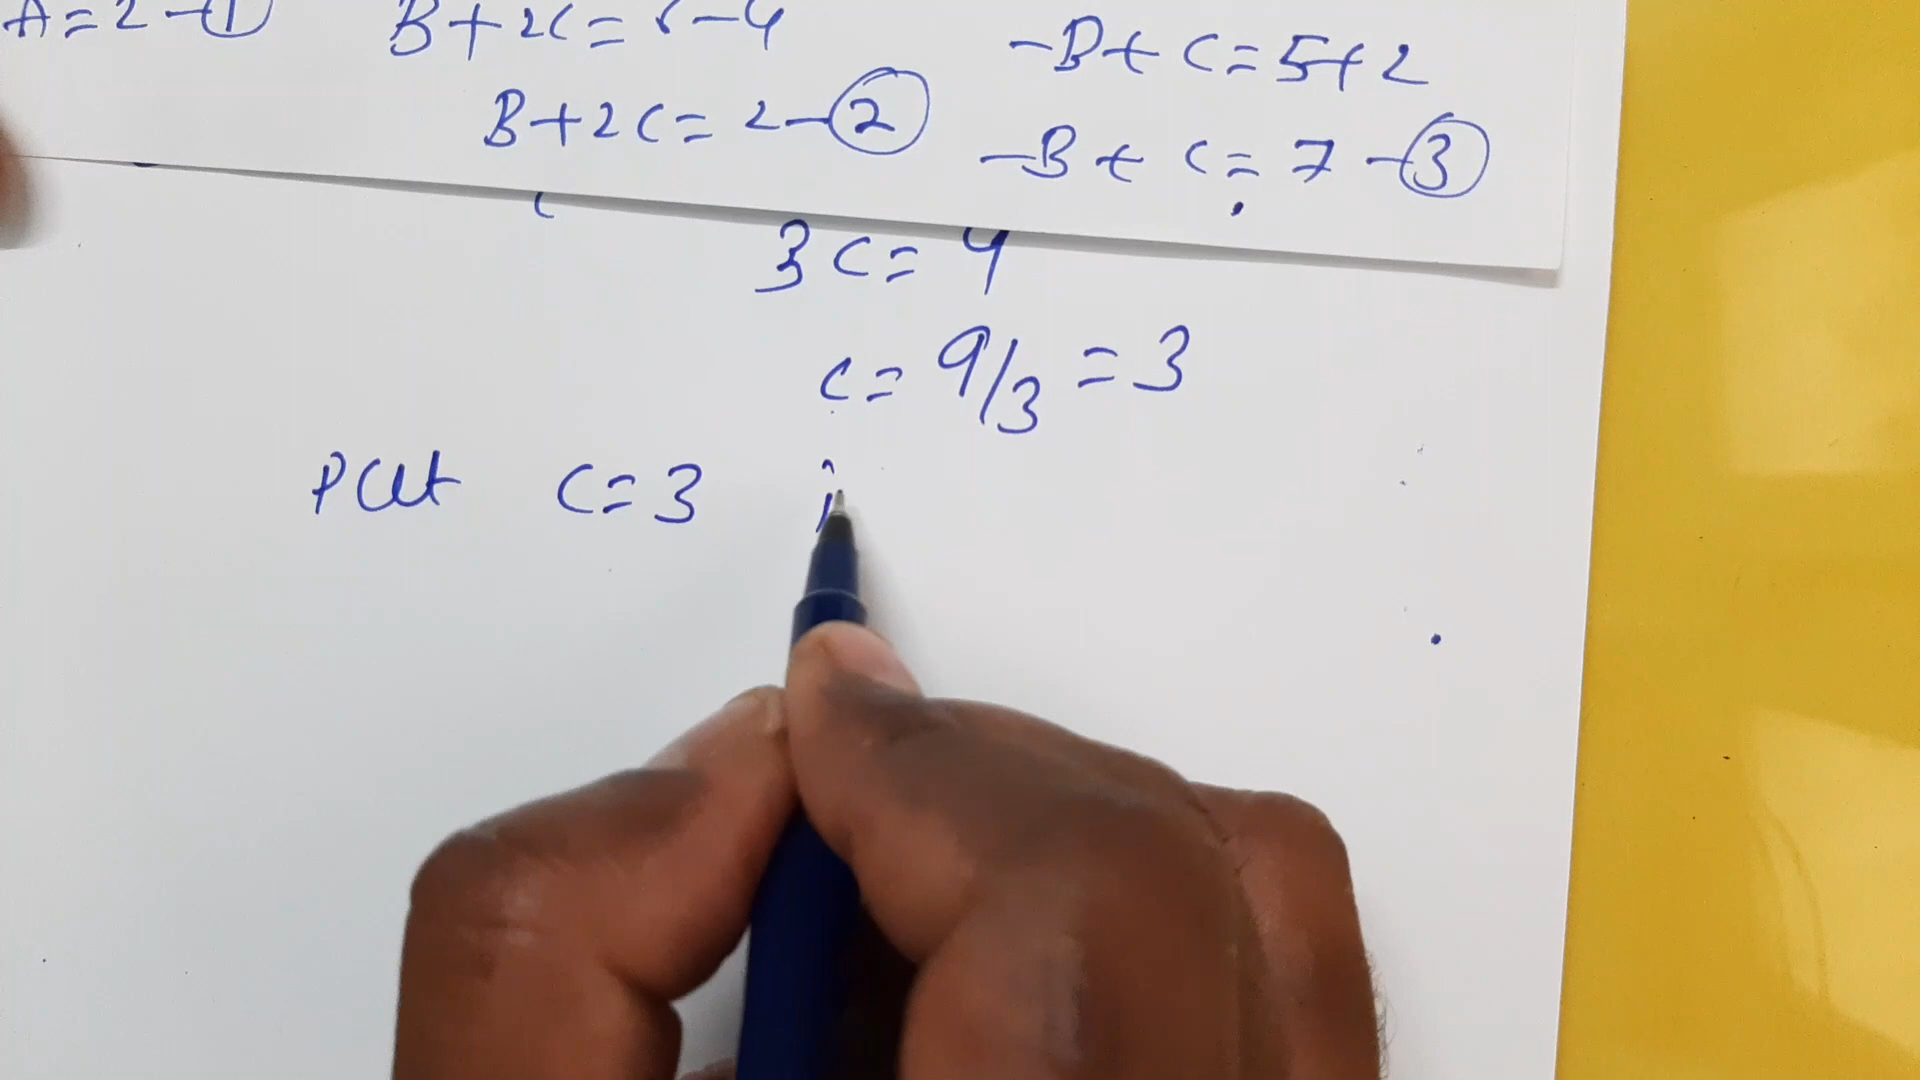 A=2-① B+2C=6-4 -B+C=5+2
B+2C=2-② -B+C=7-③
3C=9
C=9/3=3
Put C=3 i